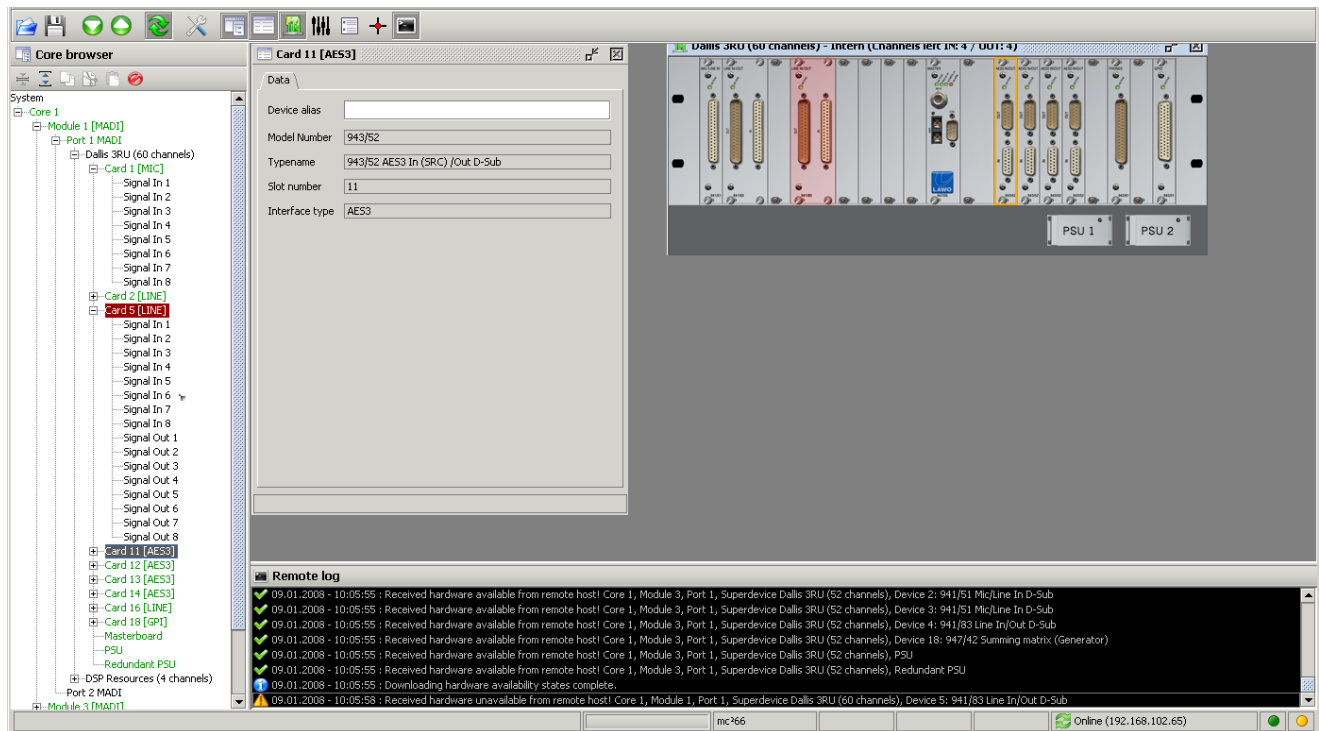 Core browser
System
Core 1
Module 1 [MADI]
Port 1 MADI
Dallis 3RU (60 channels)
Card 1 [MIC]
Signal In 1
Signal In 2
Signal In 3
Signal In 4
Signal In 5
Signal In 6
Signal In 7
Signal In 8
Card 2 [LINE]
Card 5 [LINE]
Signal In 1
Signal In 2
Signal In 3
Signal In 4
Signal In 5
Signal In 6
Signal In 7
Signal In 8
Signal Out 1
Signal Out 2
Signal Out 3
Signal Out 4
Signal Out 5
Signal Out 6
Signal Out 7
Signal Out 8
Card 11 [AES3]
Card 12 [AES3]
Card 13 [AES3]
Card 14 [AES3]
Card 16 [LINE]
Card 18 [GPI]
Masterboard
PSU
Redundant PSU
DSP Resources (4 channels)
Port 2 MADI
Module 3 [MADI]
Card 11 [AES3]
Data
Device alias
Model Number 943/52
Typename 943/52 AES3 In (SRC) /Out D-Sub
Slot number 11
Interface type AES3
Dallis 3RU (60 channels) - Intern (Channels left IN: 4 / OUT: 4)
LAWO
PSU 1
PSU 2
Remote log
09.01.2008 - 10:05:55 : Received hardware available from remote host! Core 1, Module 3, Port 1, Superdevice Dallis 3RU (52 channels), Device 2: 941/51 Mic/Line In D-Sub
09.01.2008 - 10:05:55 : Received hardware available from remote host! Core 1, Module 3, Port 1, Superdevice Dallis 3RU (52 channels), Device 3: 941/51 Mic/Line In D-Sub
09.01.2008 - 10:05:55 : Received hardware available from remote host! Core 1, Module 3, Port 1, Superdevice Dallis 3RU (52 channels), Device 4: 941/83 Line In/Out D-Sub
09.01.2008 - 10:05:55 : Received hardware available from remote host! Core 1, Module 3, Port 1, Superdevice Dallis 3RU (52 channels), Device 18: 947/42 Summing matrix (Generator)
09.01.2008 - 10:05:55 : Received hardware available from remote host! Core 1, Module 3, Port 1, Superdevice Dallis 3RU (52 channels), PSU
09.01.2008 - 10:05:55 : Received hardware available from remote host! Core 1, Module 3, Port 1, Superdevice Dallis 3RU (52 channels), Redundant PSU
09.01.2008 - 10:05:55 : Downloading hardware availability states complete.
09.01.2008 - 10:05:58 : Received hardware unavailable from remote host! Core 1, Module 1, Port 1, Superdevice Dallis 3RU (60 channels), Device 5: 941/83 Line In/Out D-Sub
mc²66
Online (192.168.102.65)